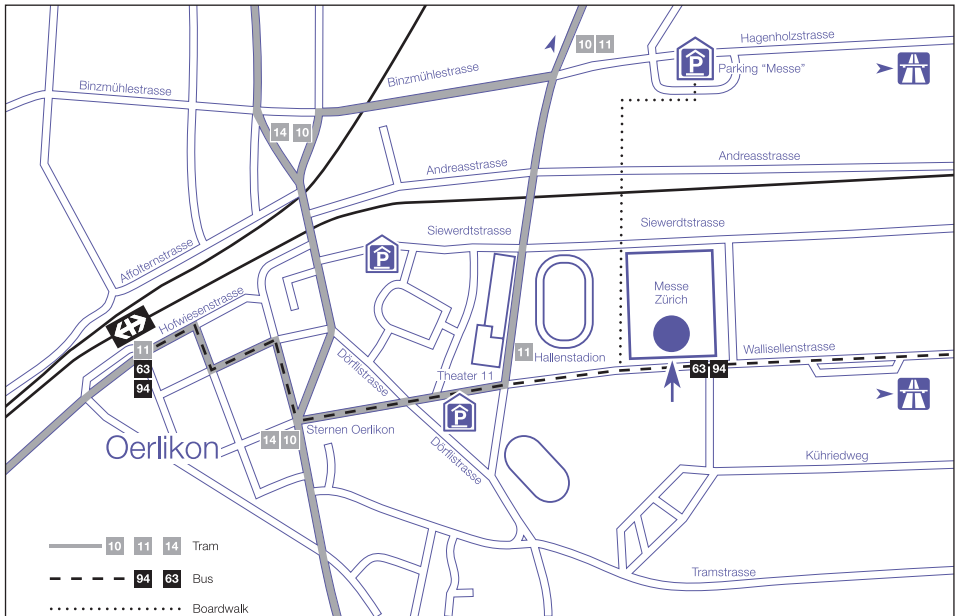 10 11
Hagenholzstrasse
P
Parking "Messe"
Binzmühlestrasse
Binzmühlestrasse
14 10
Andreasstrasse
Andreasstrasse
Siewerdtstrasse
Siewerdtstrasse
Affolternstrasse
P
Messe
Zürich
Hofwiesenstrasse
11
63
94
Dörflistrasse
11
Hallenstadion
Wallisellenstrasse
Theater 11
63 94
P
Sternen Oerlikon
14 10
Oerlikon
Dörflistrasse
Kühriedweg
Tramstrasse
10 11 14 Tram
94 63 Bus
Boardwalk